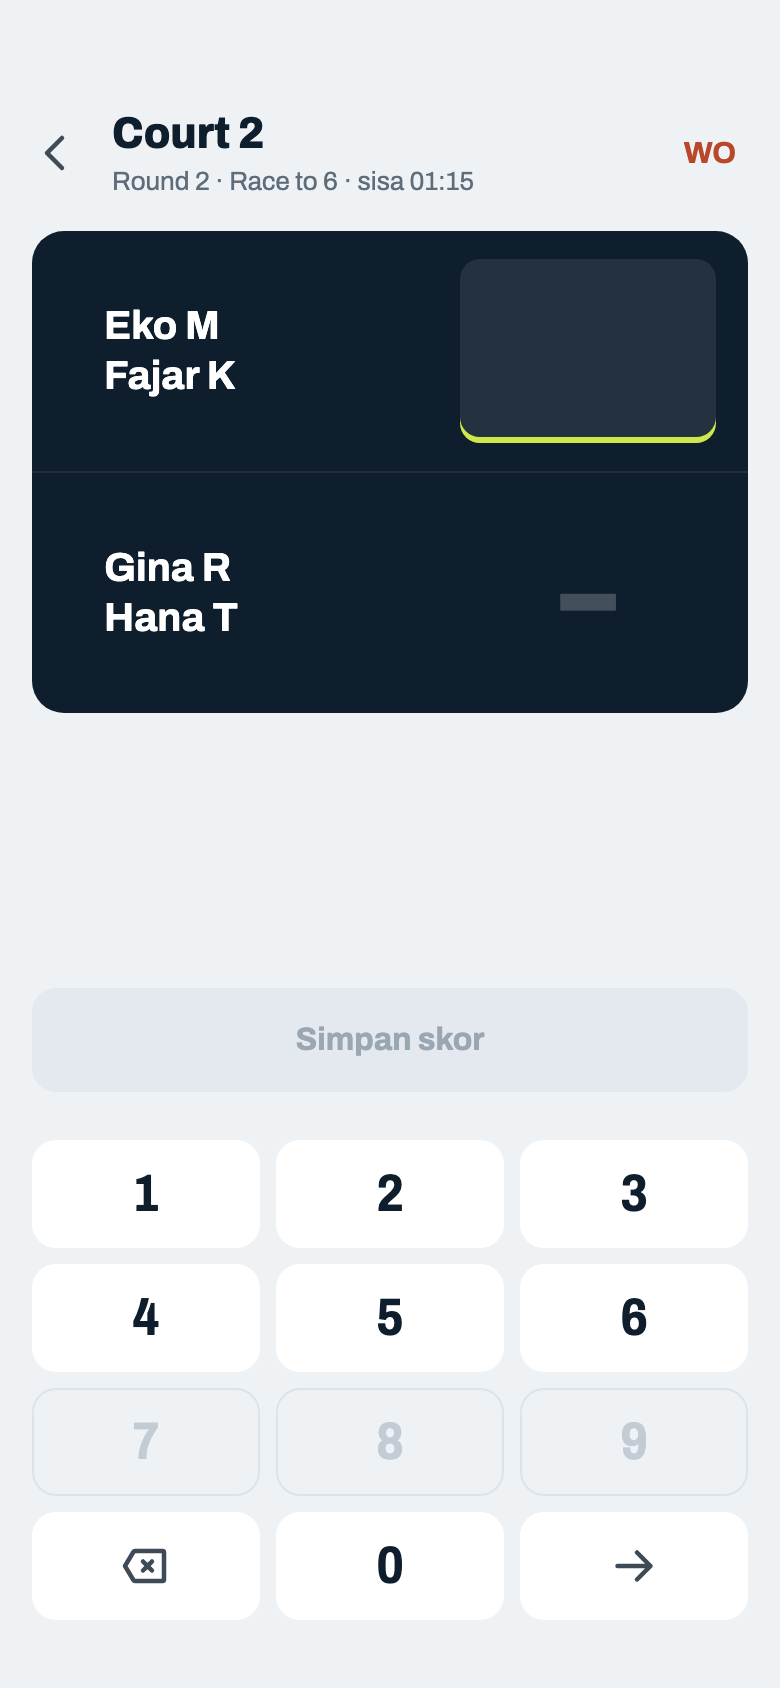 Court 2
Round 2 · Race to 6 · sisa 01:15
WO
Eko M
Fajar K
Gina R
Hana T
–
Simpan skor
1 2 3
4 5 6
7 8 9
0